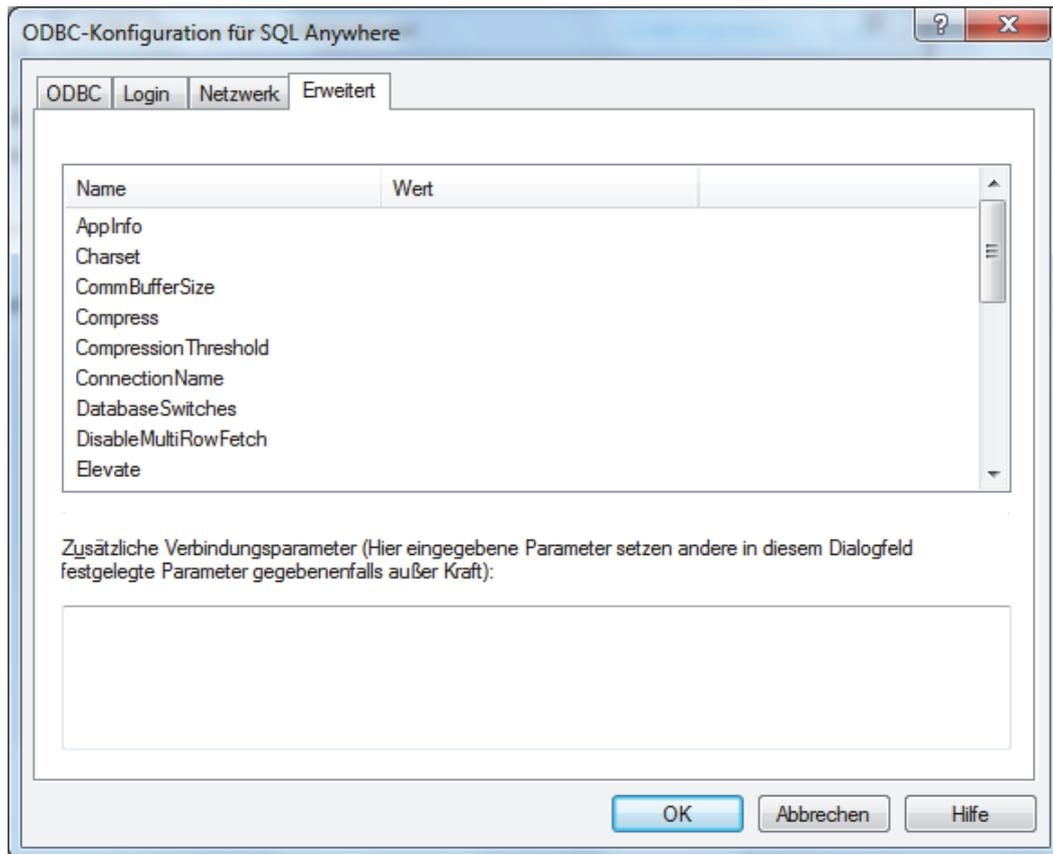 ODBC-Konfiguration für SQL Anywhere
ODBC Login Netzwerk Erweitert
Name Wert
AppInfo
Charset
CommBufferSize
Compress
CompressionThreshold
ConnectionName
DatabaseSwitches
DisableMultiRowFetch
Elevate
Zusätzliche Verbindungsparameter (Hier eingegebene Parameter setzen andere in diesem Dialogfeld
festgelegte Parameter gegebenenfalls außer Kraft):
OK Abbrechen Hilfe